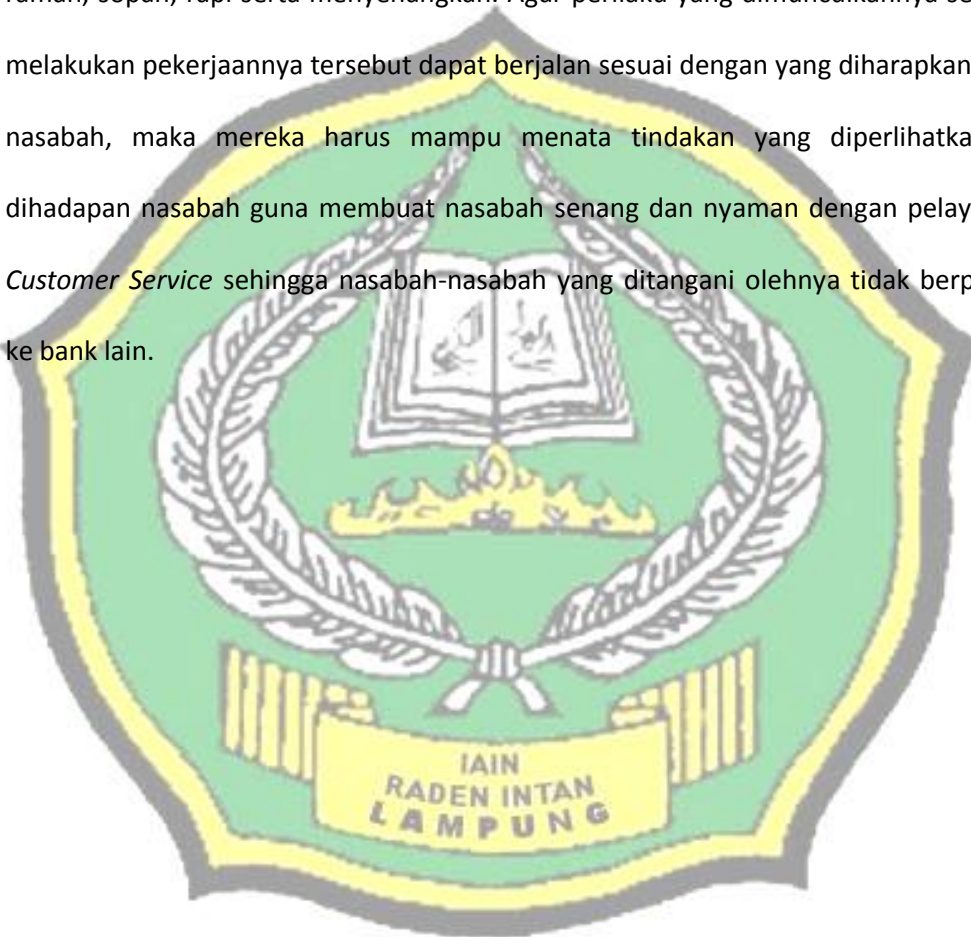 melakukan pekerjaannya tersebut dapat berjalan sesuai dengan yang diharapkan
nasabah, maka mereka harus mampu menata tindakan yang diperlihatka
dihadapan nasabah guna membuat nasabah senang dan nyaman dengan pelay
Customer Service sehingga nasabah-nasabah yang ditangani olehnya tidak berp
ke bank lain.
IAIN
RADEN INTAN
LAMPUNG